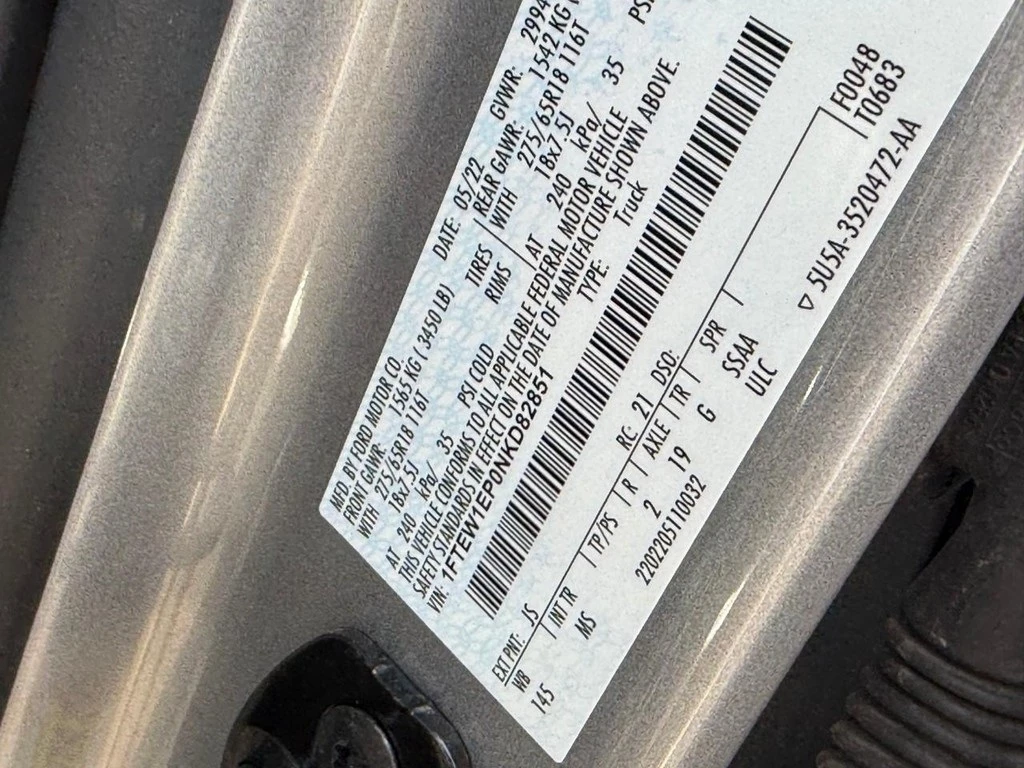 MFD. BY FORD MOTOR CO.
DATE: 05/22 GVWR: 2994
FRONT GAWR: 1565KG (3450 LB) REAR GAWR: 1542 KG (
WITH 275/65R18 116T TIRES WITH 275/65R18 116T
18x7.5J RIMS 18x7.5J
AT 240 kPa/ 35 PSI COLD AT 240 kPa/ 35 PS
THIS VEHICLE CONFORMS TO ALL APPLICABLE FEDERAL MOTOR VEHICLE
SAFETY STANDARDS IN EFFECT ON THE DATE OF MANUFACTURE SHOWN ABOVE.
VIN: 1FTEW1EP0NKD82851 TYPE: Truck
F0048
T0683
EXT PNT: JS RC: 21 DSO:
WB INT TR TP/PS R AXLE TR SPR
145 MS 2 19 G SSAA
2202205110032 ULC
▽ 5U5A-3520472-AA